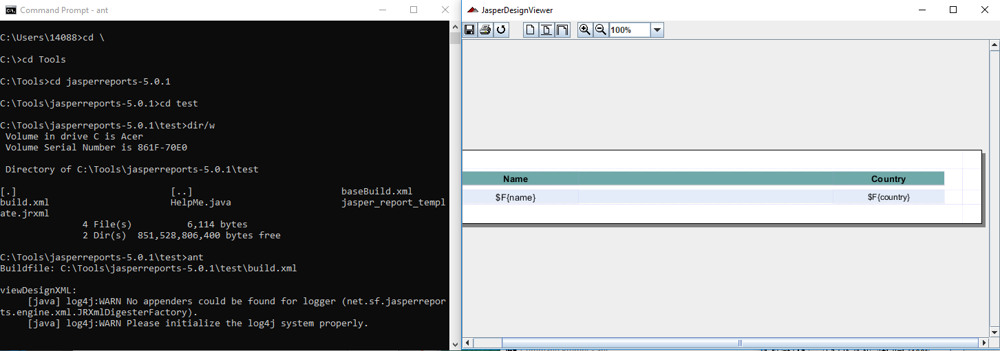 Command Prompt - ant
C:\Users\14088>cd \
C:\>cd Tools
C:\Tools>cd jasperreports-5.0.1
C:\Tools\jasperreports-5.0.1>cd test
C:\Tools\jasperreports-5.0.1\test>dir/w
Volume in drive C is Acer
Volume Serial Number is 861F-70E0
Directory of C:\Tools\jasperreports-5.0.1\test
[.] [..] baseBuild.xml
build.xml HelpMe.java jasper_report_templ
ate.jrxml
4 File(s) 6,114 bytes
2 Dir(s) 851,528,806,400 bytes free
C:\Tools\jasperreports-5.0.1\test>ant
Buildfile: C:\Tools\jasperreports-5.0.1\test\build.xml
viewDesignXML:
[java] log4j:WARN No appenders could be found for logger (net.sf.jasperrepor
ts.engine.xml.JRXmlDigesterFactory).
[java] log4j:WARN Please initialize the log4j system properly.
JasperDesignViewer
100%
Name Country
$F{name} $F{country}